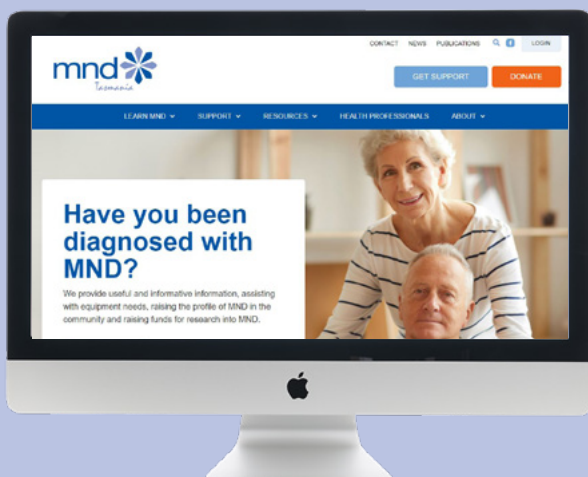 CONTACT NEWS PUBLICATIONS LOGIN
mnd
Tasmania
GET SUPPORT DONATE
LEARN MND SUPPORT RESOURCES HEALTH PROFESSIONALS ABOUT
Have you been
diagnosed with
MND?
We provide useful and informative information, assisting
with equipment needs, raising the profile of MND in the
community and raising funds for research into MND.